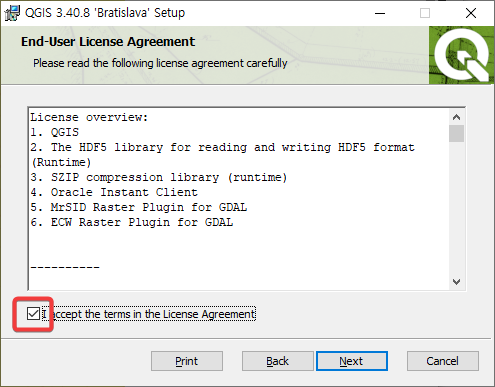 QGIS 3.40.8 'Bratislava' Setup
End-User License Agreement
Please read the following license agreement carefully
License overview:
1. QGIS
2. The HDF5 library for reading and writing HDF5 format
(Runtime)
3. SZIP compression library (runtime)
4. Oracle Instant Client
5. MrSID Raster Plugin for GDAL
6. ECW Raster Plugin for GDAL
----------
I accept the terms in the License Agreement
Print Back Next Cancel